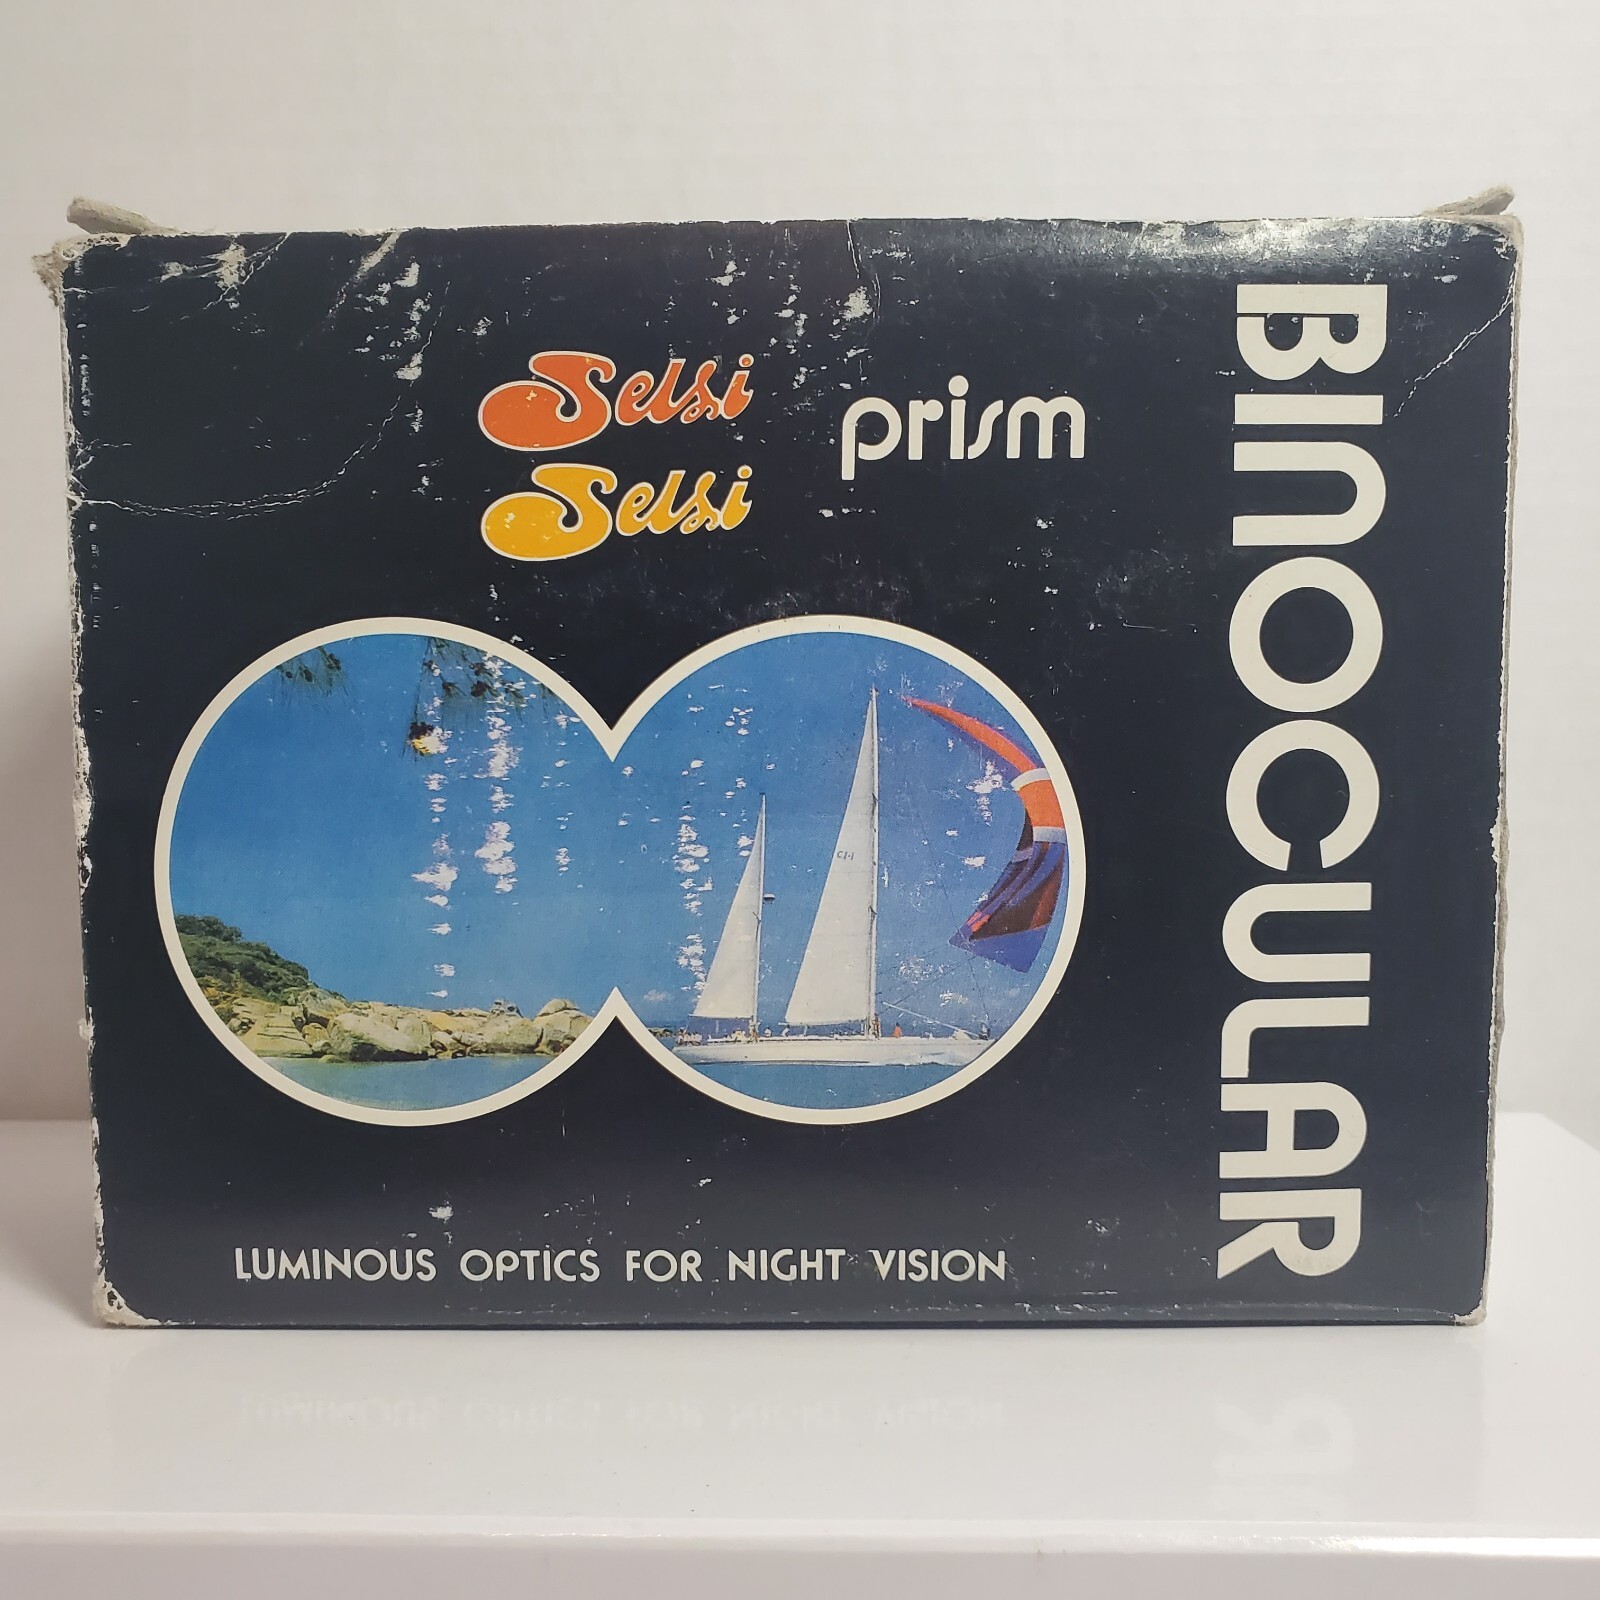 Selsi
Selsi
prism
BINOCULAR
LUMINOUS OPTICS FOR NIGHT VISION